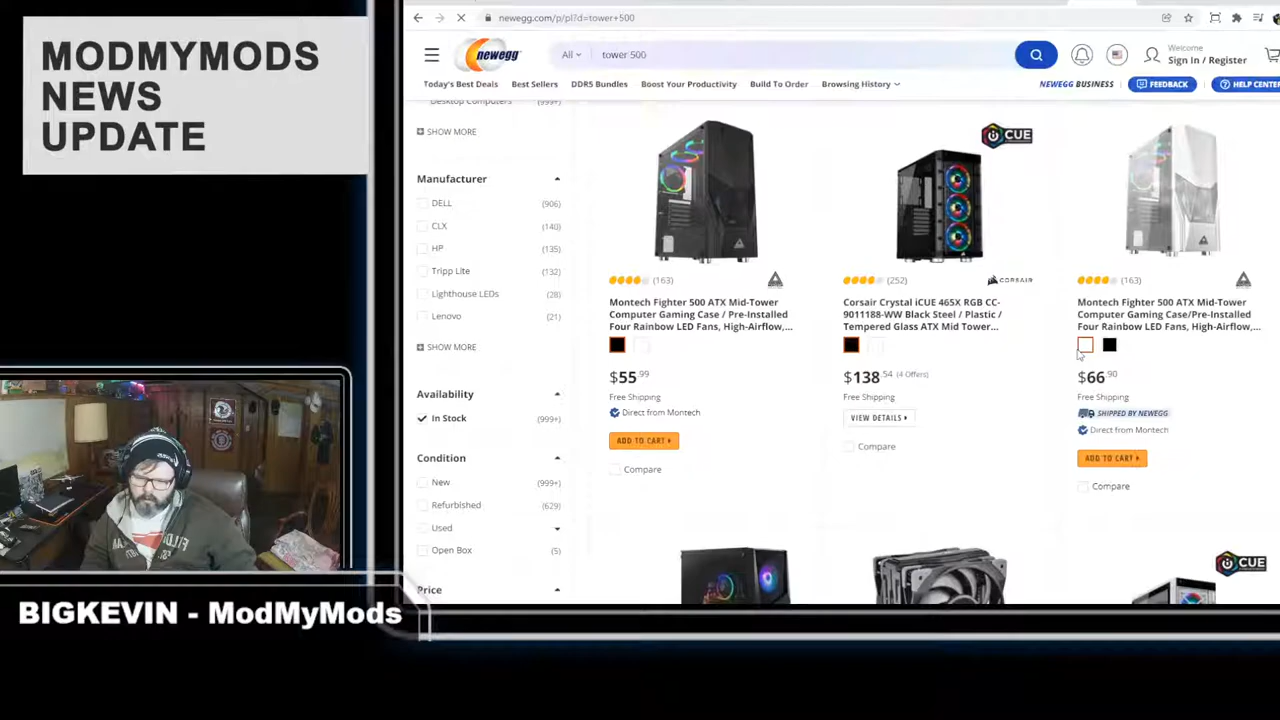 MODMYMODS
NEWS
UPDATE
newegg.com/p/pl?d=tower+500
newegg
All
tower 500
Welcome
Sign In / Register
Today's Best Deals
Best Sellers
DDR5 Bundles
Boost Your Productivity
Build To Order
Browsing History
NEWEGG BUSINESS
FEEDBACK
HELP CENTER
Desktop Computers (999+)
SHOW MORE
Manufacturer
DELL (906)
CLX (140)
HP (135)
Tripp Lite (132)
Lighthouse LEDs (28)
Lenovo (21)
SHOW MORE
Availability
In Stock (999+)
Condition
New (999+)
Refurbished (629)
Used
Open Box (5)
Price
(163)
Montech Fighter 500 ATX Mid-Tower
Computer Gaming Case / Pre-Installed
Four Rainbow LED Fans, High-Airflow,...
$55.99
Free Shipping
Direct from Montech
ADD TO CART
Compare
iCUE
(252)
CORSAIR
Corsair Crystal iCUE 465X RGB CC-
9011188-WW Black Steel / Plastic /
Tempered Glass ATX Mid Tower...
$138.54 (4 Offers)
Free Shipping
VIEW DETAILS
Compare
(163)
Montech Fighter 500 ATX Mid-Tower
Computer Gaming Case/Pre-Installed
Four Rainbow LED Fans, High-Airflow,...
$66.90
Free Shipping
SHIPPED BY NEWEGG
Direct from Montech
ADD TO CART
Compare
iCUE
BIGKEVIN - ModMyMods